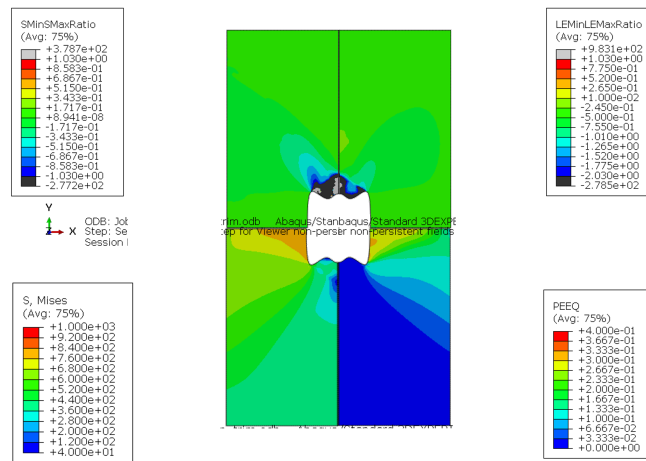 SMinSMaxRatio
(Avg: 75%)
+3.787e+02
+1.030e+00
+8.583e-01
+6.867e-01
+5.150e-01
+3.433e-01
+1.717e-01
+8.941e-08
-1.717e-01
-3.433e-01
-5.150e-01
-6.867e-01
-8.583e-01
-1.030e+00
-2.772e+02
LEMinLEMaxRatio
(Avg: 75%)
+9.831e+02
+1.030e+00
+7.750e-01
+5.200e-01
+2.650e-01
+1.000e-02
-2.450e-01
-5.000e-01
-7.550e-01
-1.010e+00
-1.265e+00
-1.520e+00
-1.775e+00
-2.030e+00
-2.785e+02
Y
Z X
ODB: Job
Step: Se
Session
trim.odb Abaqus/Stan
baqus/Standard 3DEXPE
ep for Viewer non-perser
non-persistent fields
S, Mises
(Avg: 75%)
+1.000e+03
+9.200e+02
+8.400e+02
+7.600e+02
+6.800e+02
+6.000e+02
+5.200e+02
+4.400e+02
+3.600e+02
+2.800e+02
+2.000e+02
+1.200e+02
+4.000e+01
PEEQ
(Avg: 75%)
+4.000e-01
+3.667e-01
+3.333e-01
+3.000e-01
+2.667e-01
+2.333e-01
+2.000e-01
+1.667e-01
+1.333e-01
+1.000e-01
+6.667e-02
+3.333e-02
+0.000e+00